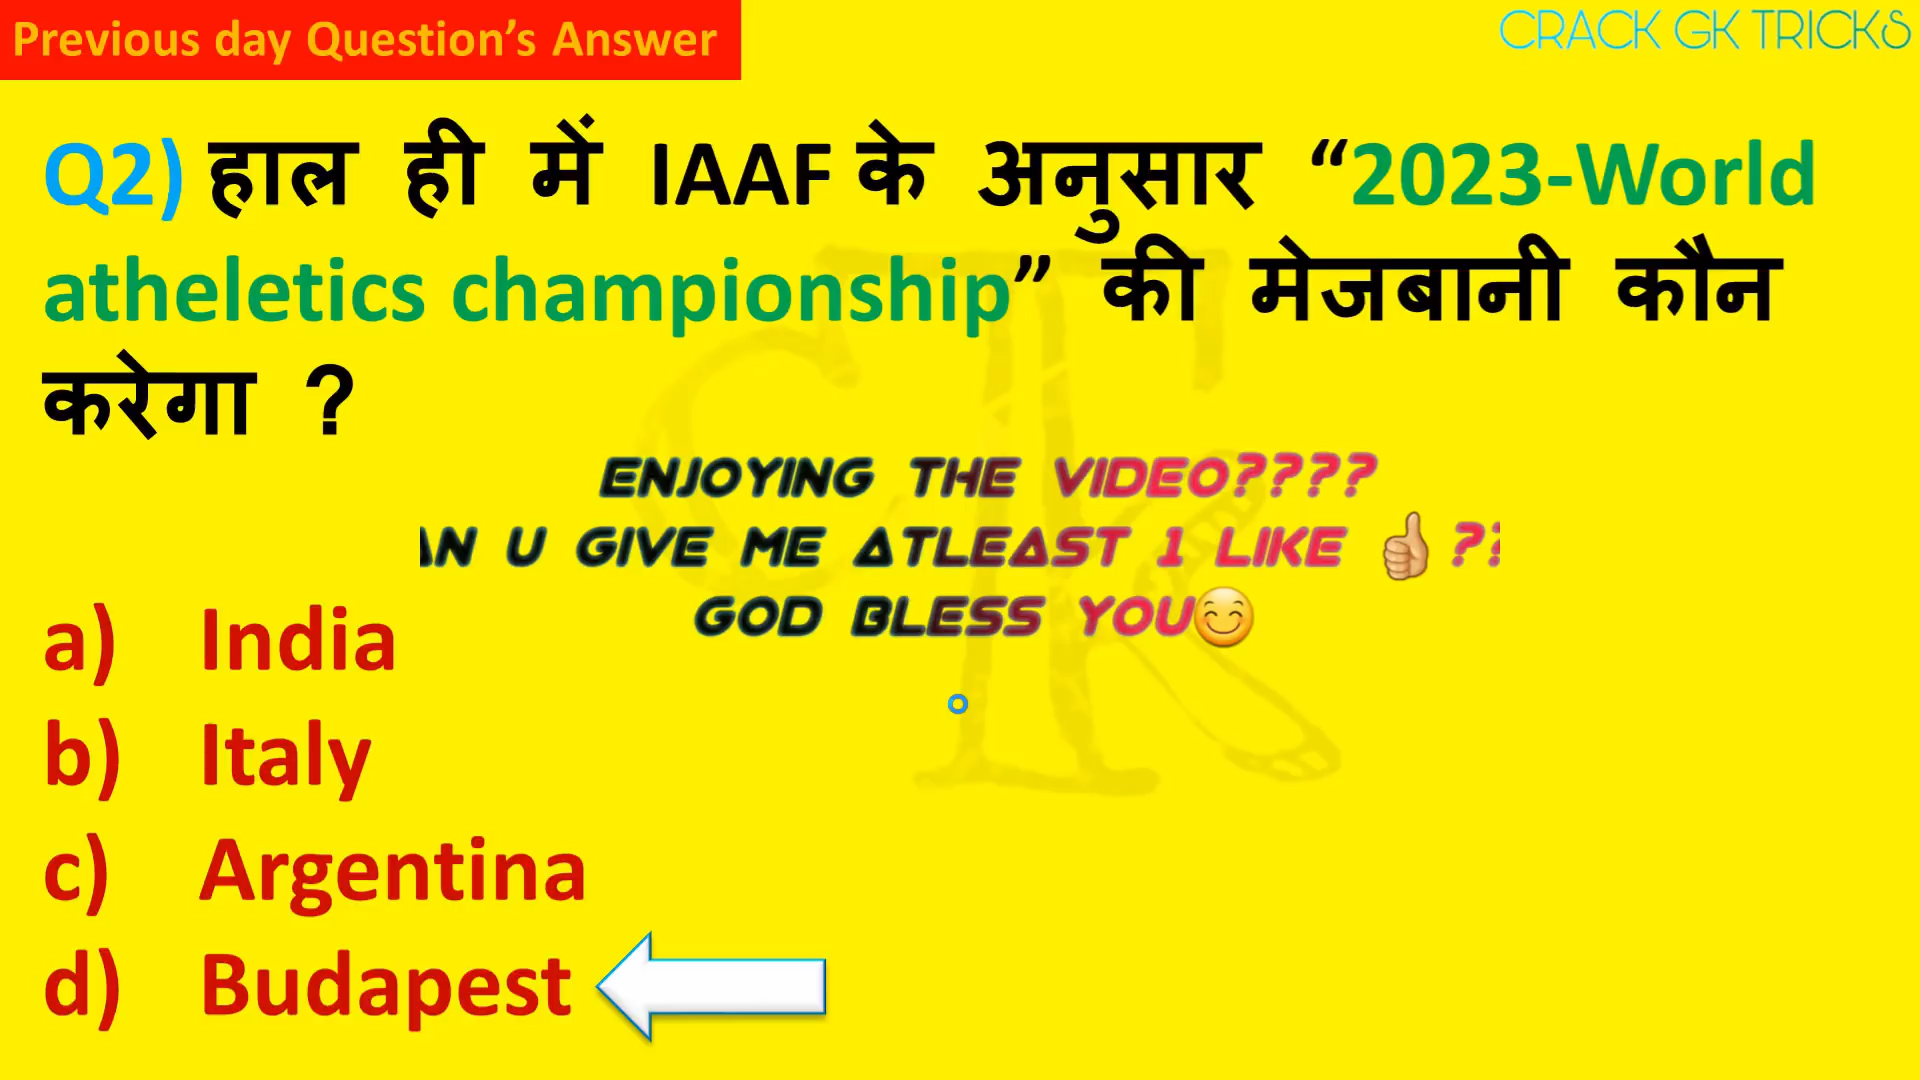 Previous day Question’s Answer
CRACK GK TRICKS
Q2) हाल ही में IAAF के अनुसार “2023-World
atheletics championship” की मेजबानी कौन
करेगा ?
ENJOYING THE VIDEO????
U GIVE ME ATLEAST 1 LIKE 👍🏼 ??
GOD BLESS YOU😊
a) India
b) Italy
c) Argentina
d) Budapest